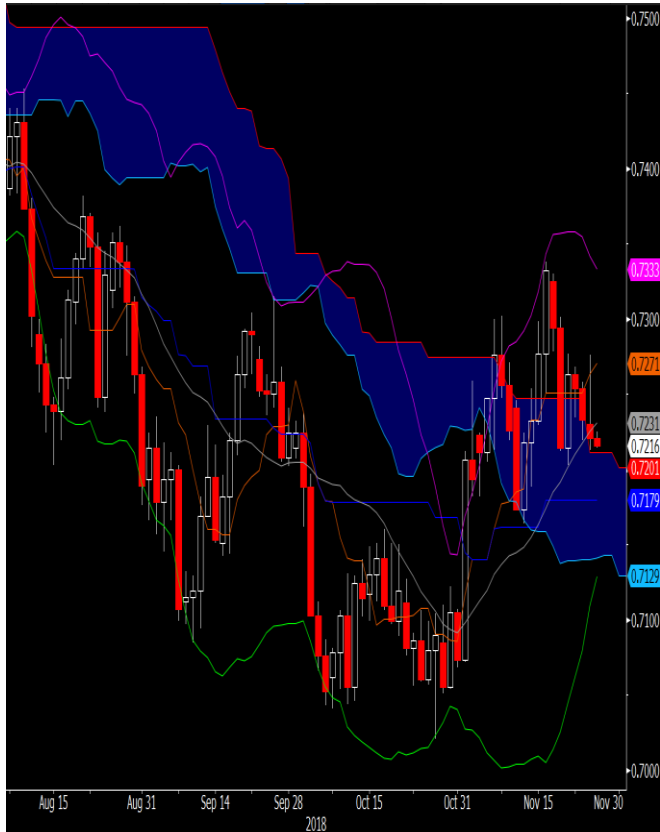 0.7500
0.7400
0.7333
0.7300
0.7271
0.7231
0.7216
0.7201
0.7179
0.7129
0.7100
0.7000
Aug 15
Aug 31
Sep 14
Sep 28
Oct 15
Oct 31
Nov 15
Nov 30
2018